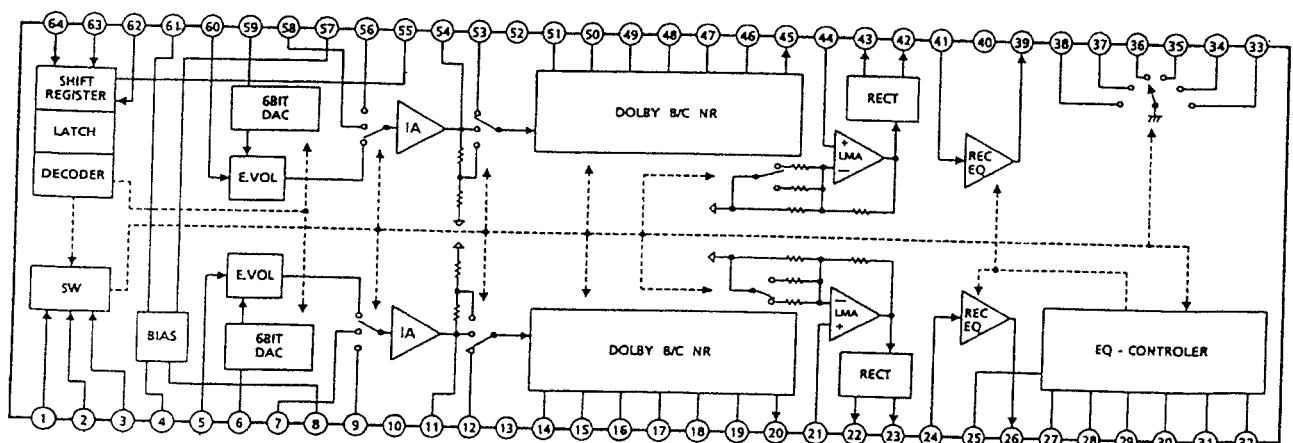 64 63 62 61 60 59 58 57 56 55 54 53 52 51 50 49 48 47 46 45 44 43 42 41 40 39 38 37 36 35 34 33
SHIFT
REGISTER
LATCH
DECODER
6BIT
DAC
E.VOL
IA
DOLBY B/C NR
RECT
+
LMA
−
REC
EQ
SW
BIAS
E.VOL
6BIT
DAC
IA
DOLBY B/C NR
−
LMA
+
RECT
REC
EQ
EQ - CONTROLER
1 2 3 4 5 6 7 8 9 10 11 12 13 14 15 16 17 18 19 20 21 22 23 24 25 26 27 28 29 30 31 32